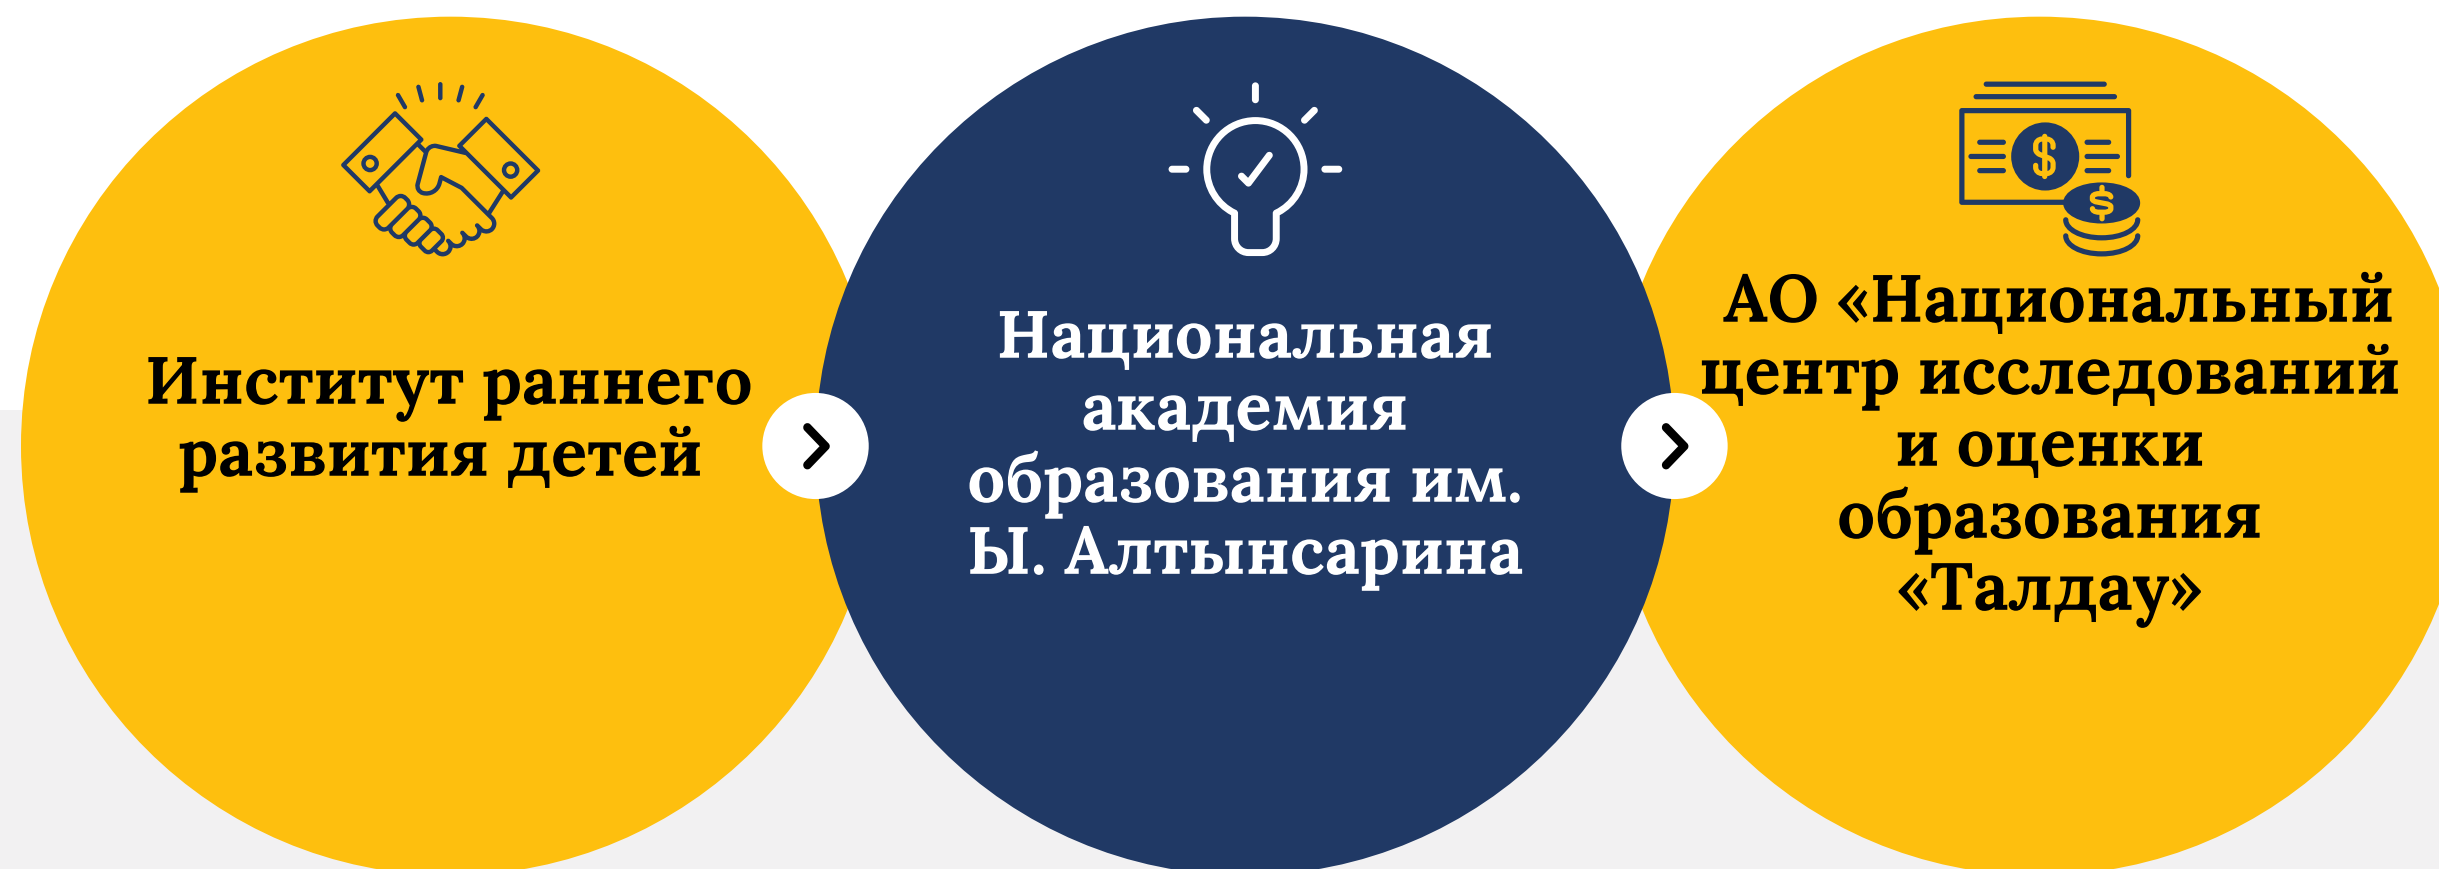 Институт раннего
развития детей
Национальная
академия
образования им.
Ы. Алтынсарина
АО «Национальный
центр исследований
и оценки
образования
«Талдау»